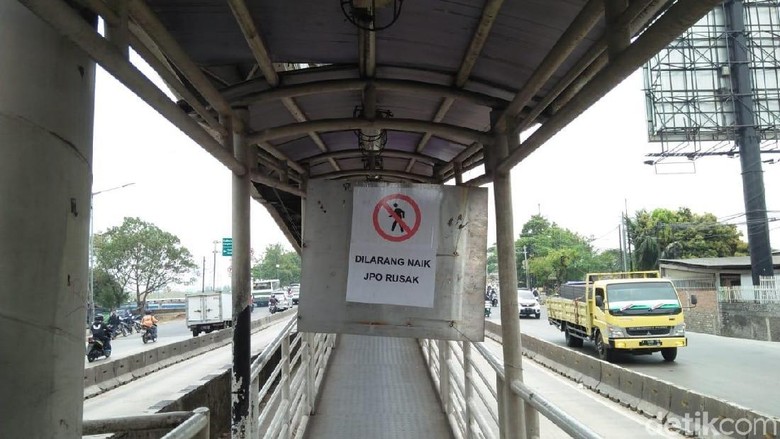 DILARANG NAIK
JPO RUSAK
detikcom